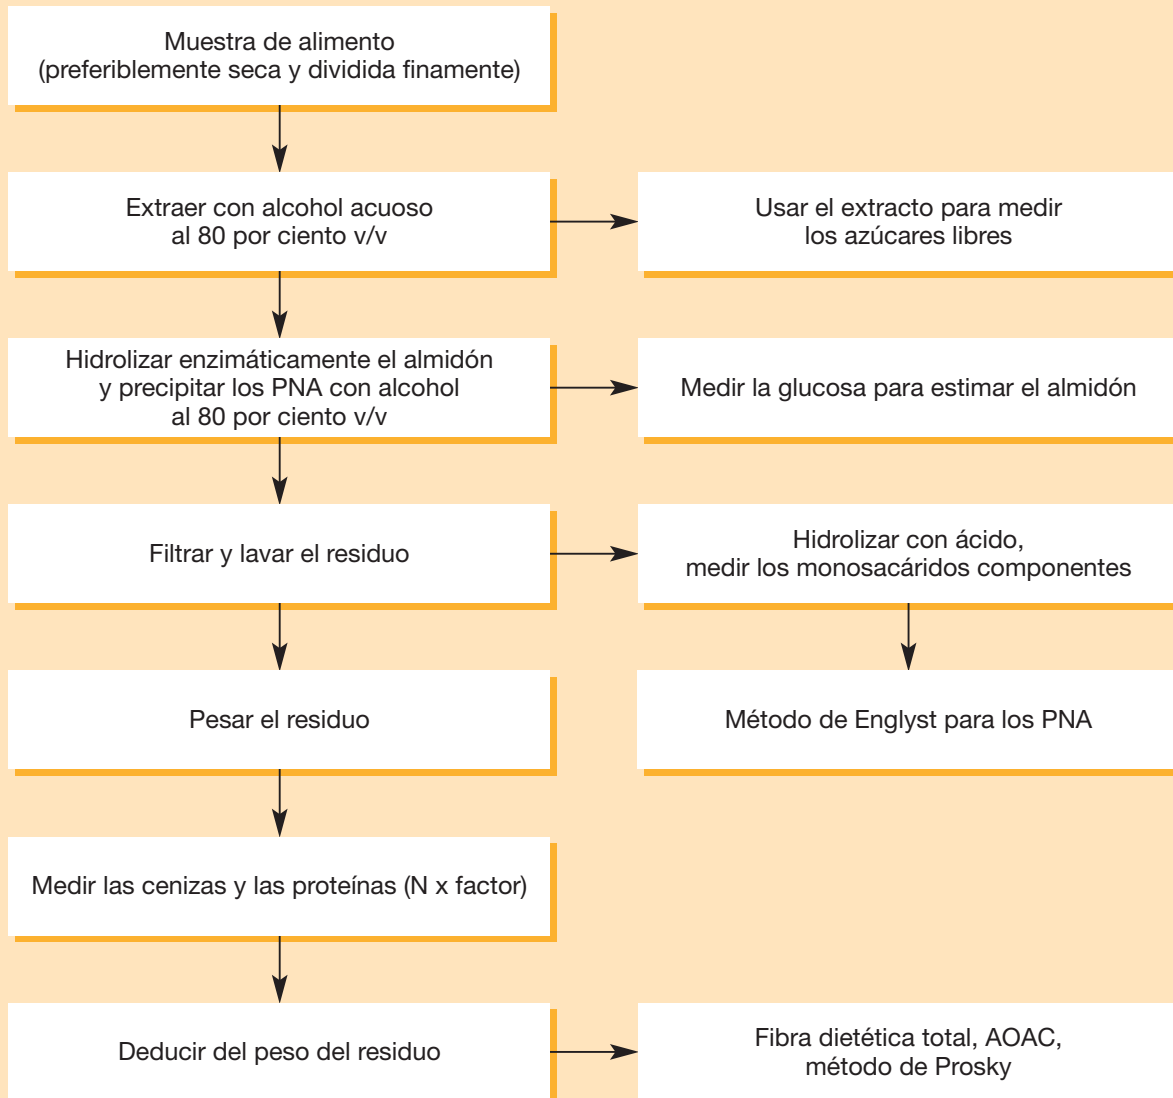 Muestra de alimento
(preferiblemente seca y dividida finamente)
Extraer con alcohol acuoso
al 80 por ciento v/v
Usar el extracto para medir
los azúcares libres
Hidrolizar enzimáticamente el almidón
y precipitar los PNA con alcohol
al 80 por ciento v/v
Medir la glucosa para estimar el almidón
Filtrar y lavar el residuo
Hidrolizar con ácido,
medir los monosacáridos componentes
Pesar el residuo
Método de Englyst para los PNA
Medir las cenizas y las proteínas (N x factor)
Deducir del peso del residuo
Fibra dietética total, AOAC,
método de Prosky